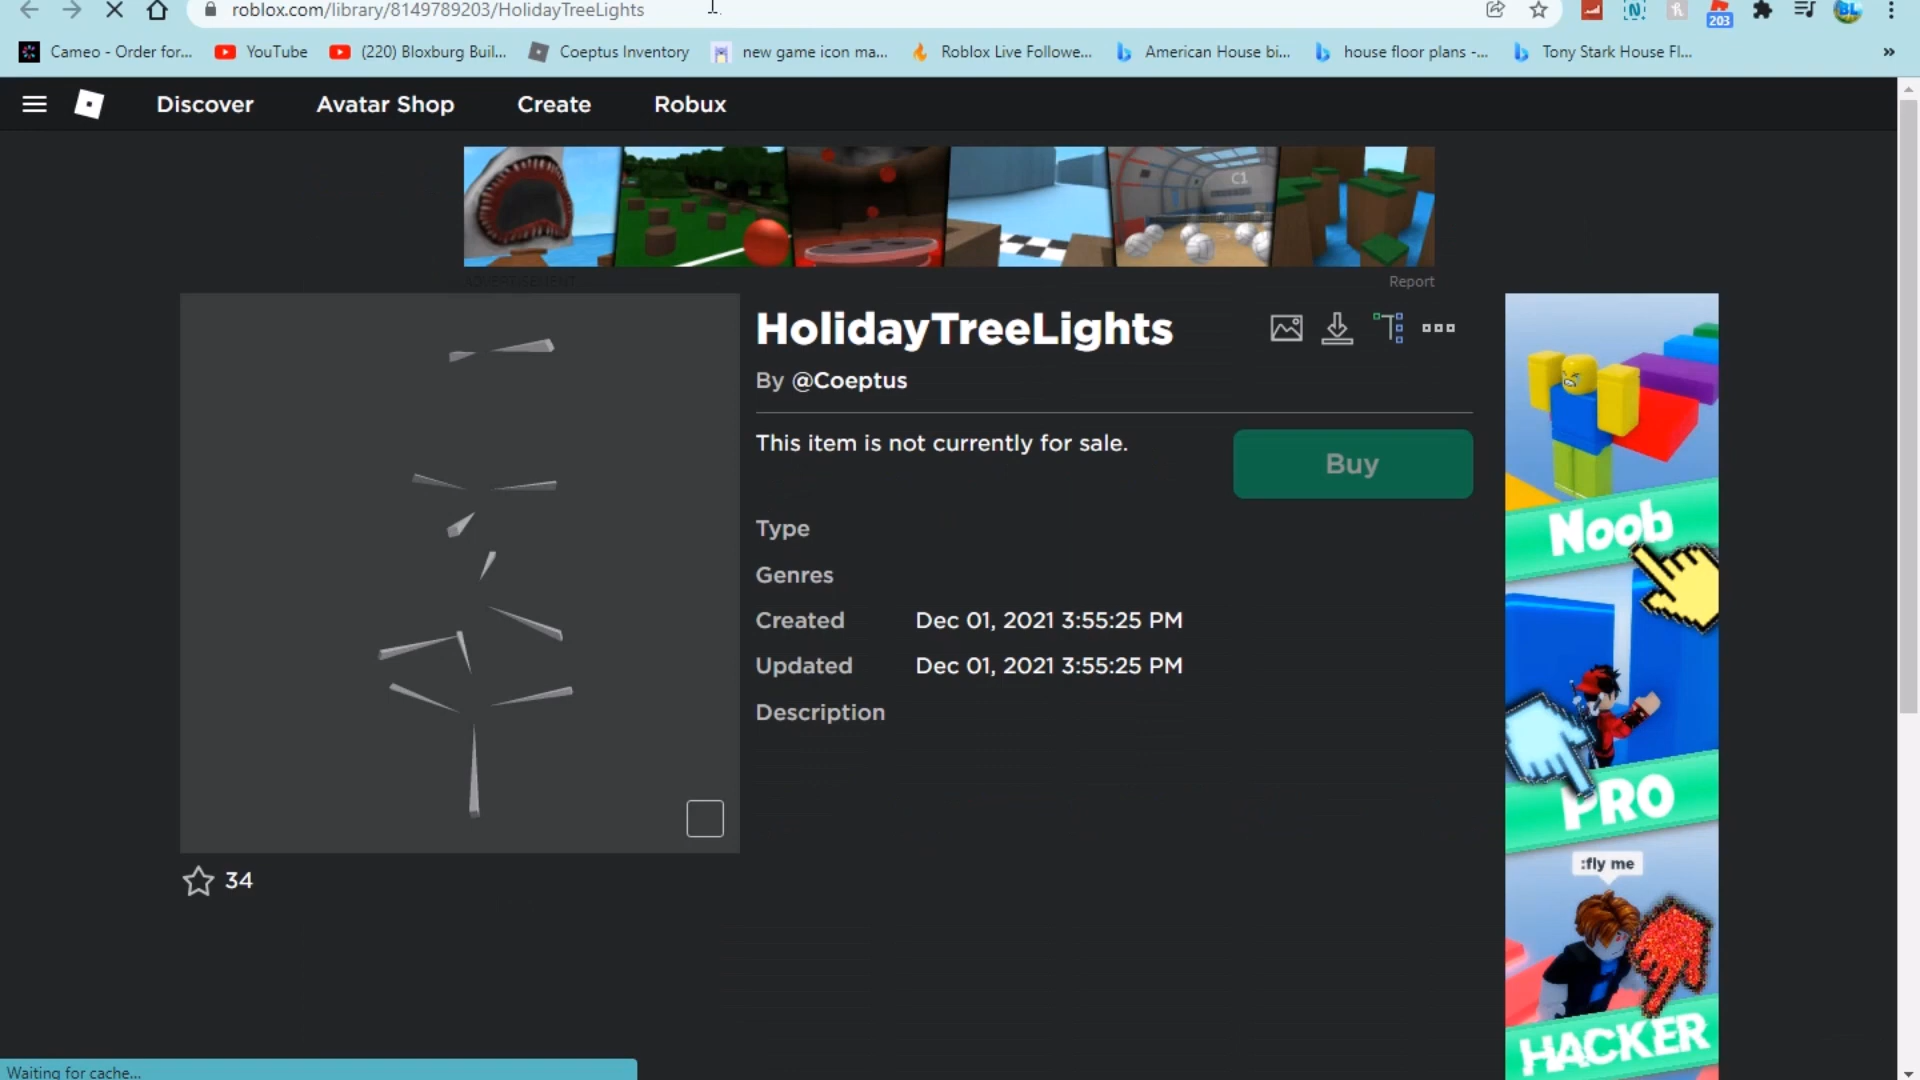 roblox.com/library/8149789203/HolidayTreeLights
203
BL
Cameo - Order for... YouTube (220) Bloxburg Buil... Coeptus Inventory new game icon ma... Roblox Live Followe... American House bi... house floor plans -... Tony Stark House Fl... »
Discover Avatar Shop Create Robux
C1
ADVERTISEMENT Report
HolidayTreeLights
By @Coeptus
This item is not currently for sale.
Buy
Type
Genres
Created Dec 01, 2021 3:55:25 PM
Updated Dec 01, 2021 3:55:25 PM
Description
34
Noob
PRO
:fly me
HACKER
Waiting for cache...